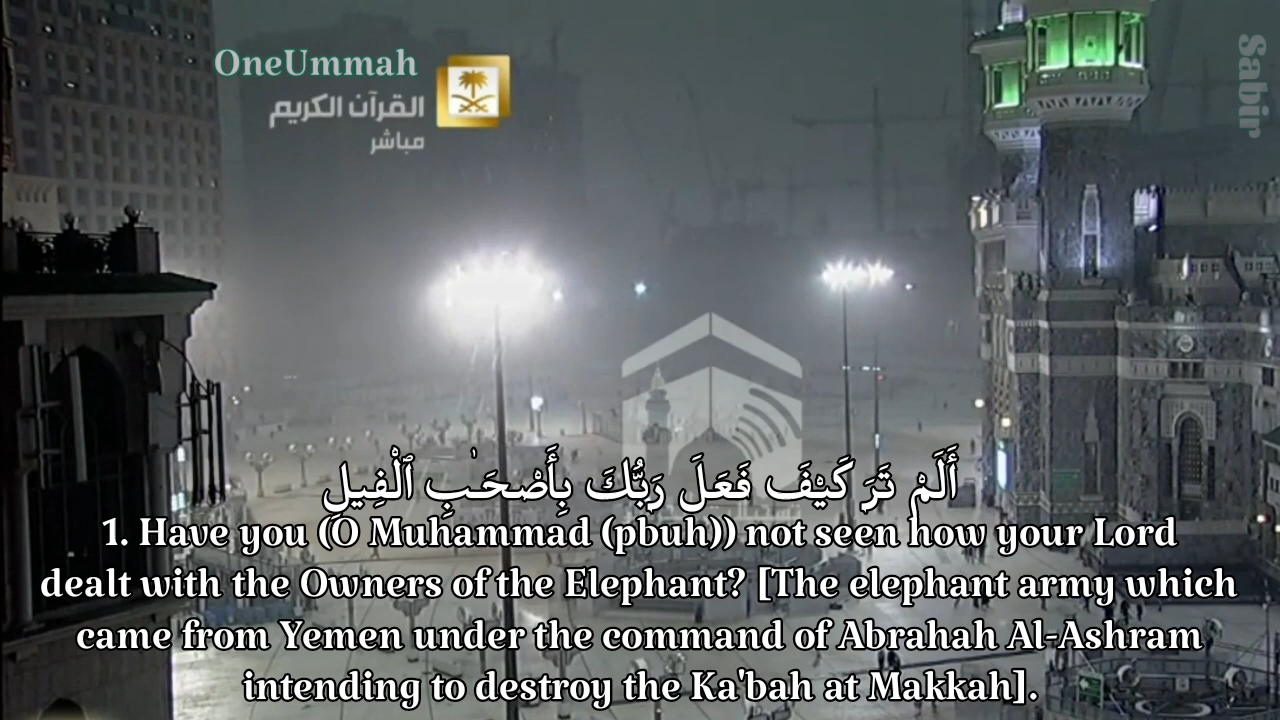 OneUmmah
القرآن الكريم
مباشر
Sabir
أَلَمْ تَرَ كَيْفَ فَعَلَ رَبُّكَ بِأَصْحَـٰبِ ٱلْفِيلِ
1. Have you (O Muhammad (pbuh)) not seen how your Lord
dealt with the Owners of the Elephant? [The elephant army which
came from Yemen under the command of Abrahah Al-Ashram
intending to destroy the Ka'bah at Makkah].